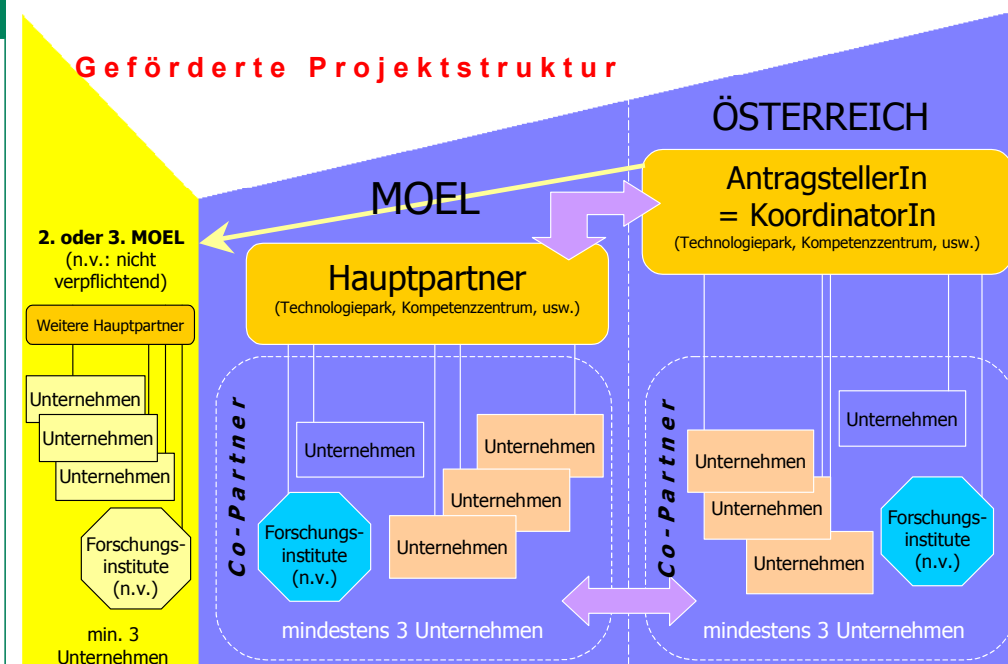 Geförderte Projektstruktur
ÖSTERREICH
AntragstellerIn
= KoordinatorIn
(Technologiepark, Kompetenzzentrum, usw.)
MOEL
Hauptpartner
(Technologiepark, Kompetenzzentrum, usw.)
2. oder 3. MOEL
(n.v.: nicht
verpflichtend)
Weitere Hauptpartner
Unternehmen
Unternehmen
Unternehmen
Forschungs-
institute
(n.v.)
min. 3
Unternehmen
Co-Partner
Unternehmen
Unternehmen
Unternehmen
Unternehmen
Forschungs-
institute
(n.v.)
mindestens 3 Unternehmen
Co-Partner
Unternehmen
Unternehmen
Unternehmen
Unternehmen
Forschungs-
institute
(n.v.)
mindestens 3 Unternehmen